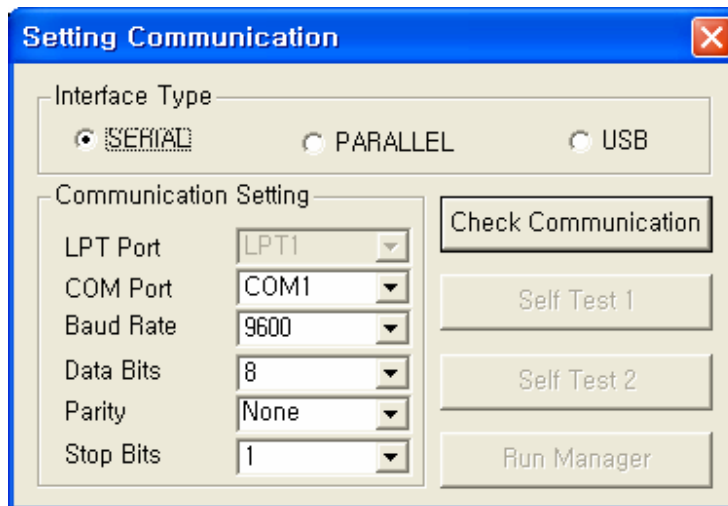 Setting Communication
Interface Type
SERIAL PARALLEL USB
Communication Setting
LPT Port LPT1
COM Port COM1
Baud Rate 9600
Data Bits 8
Parity None
Stop Bits 1
Check Communication
Self Test 1
Self Test 2
Run Manager